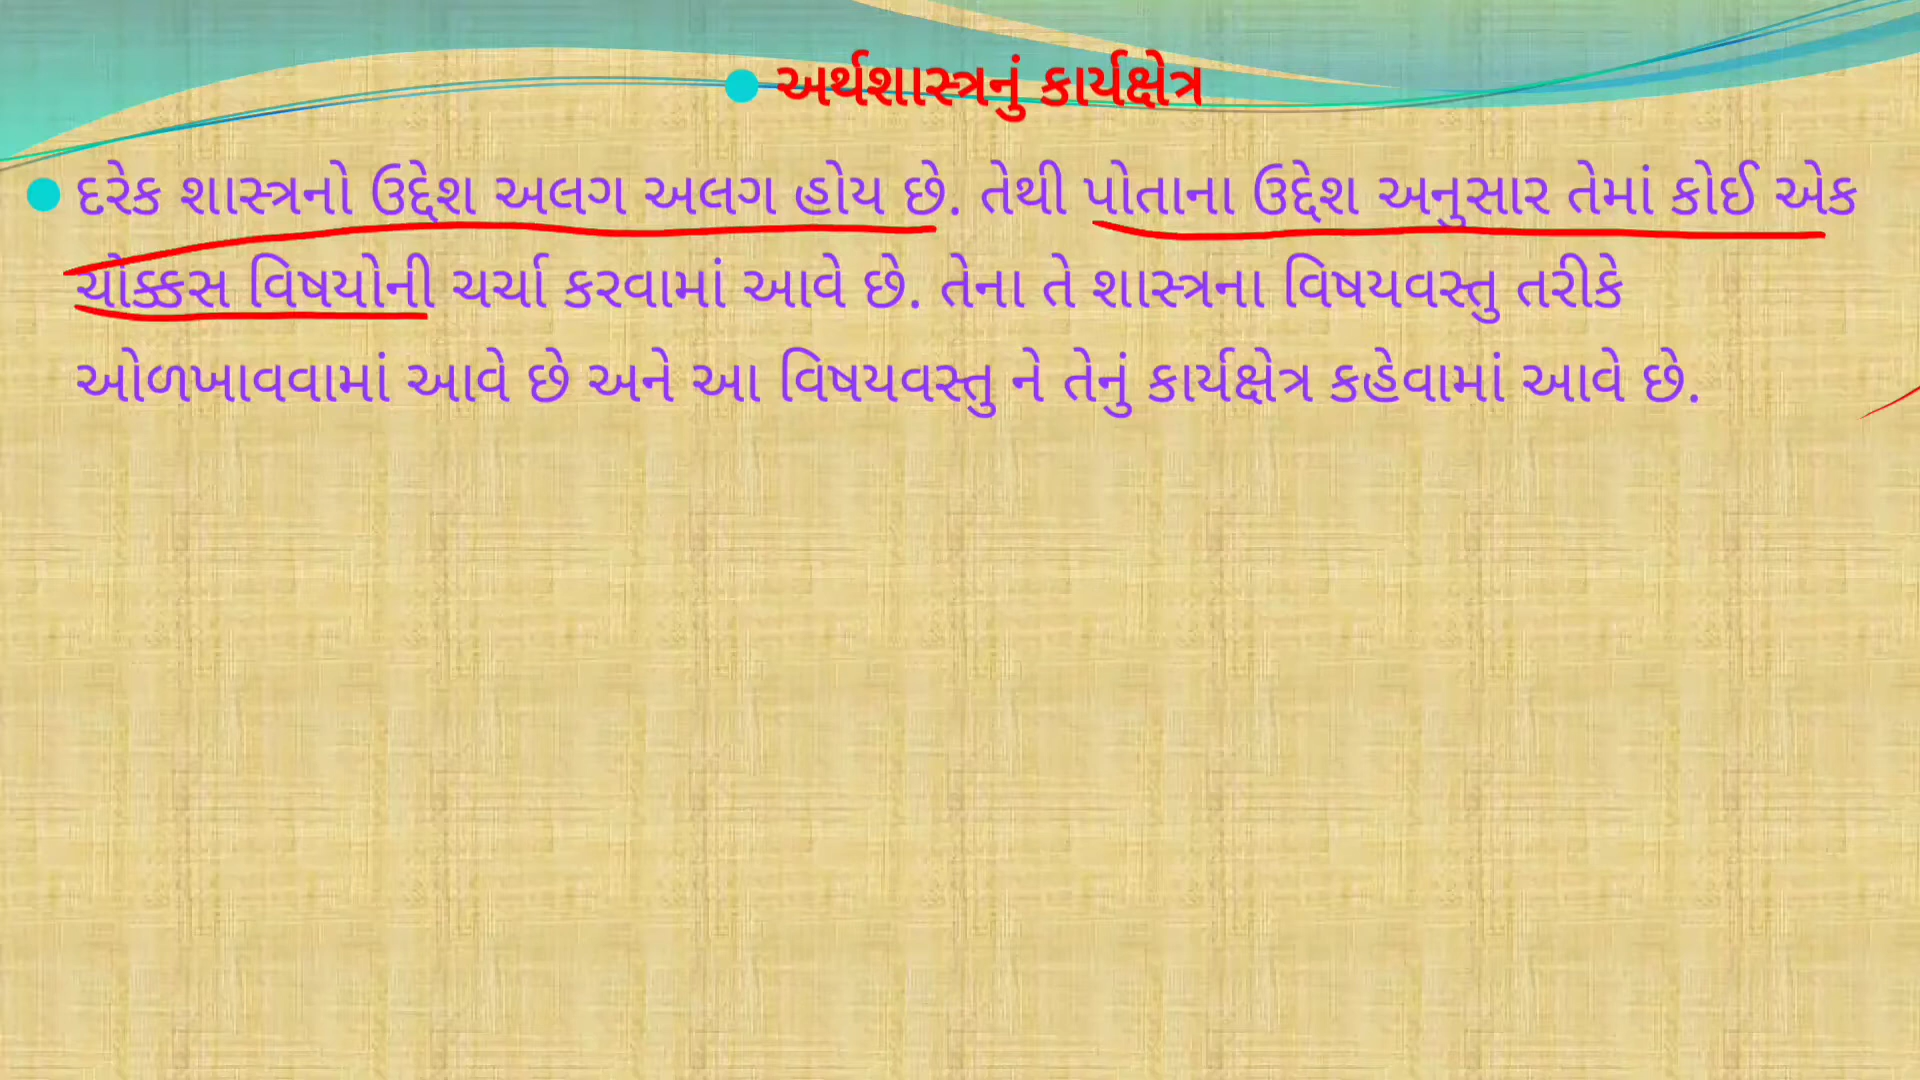 અર્થશાસ્ત્રનું કાર્યક્ષેત્ર
દરેક શાસ્ત્રનો ઉદ્દેશ અલગ અલગ હોય છે. તેથી પોતાના ઉદ્દેશ અનુસાર તેમાં કોઈ એક
ચોક્કસ વિષયોની ચર્ચા કરવામાં આવે છે. તેના તે શાસ્ત્રના વિષયવસ્તુ તરીકે
ઓળખાવવામાં આવે છે અને આ વિષયવસ્તુ ને તેનું કાર્યક્ષેત્ર કહેવામાં આવે છે.